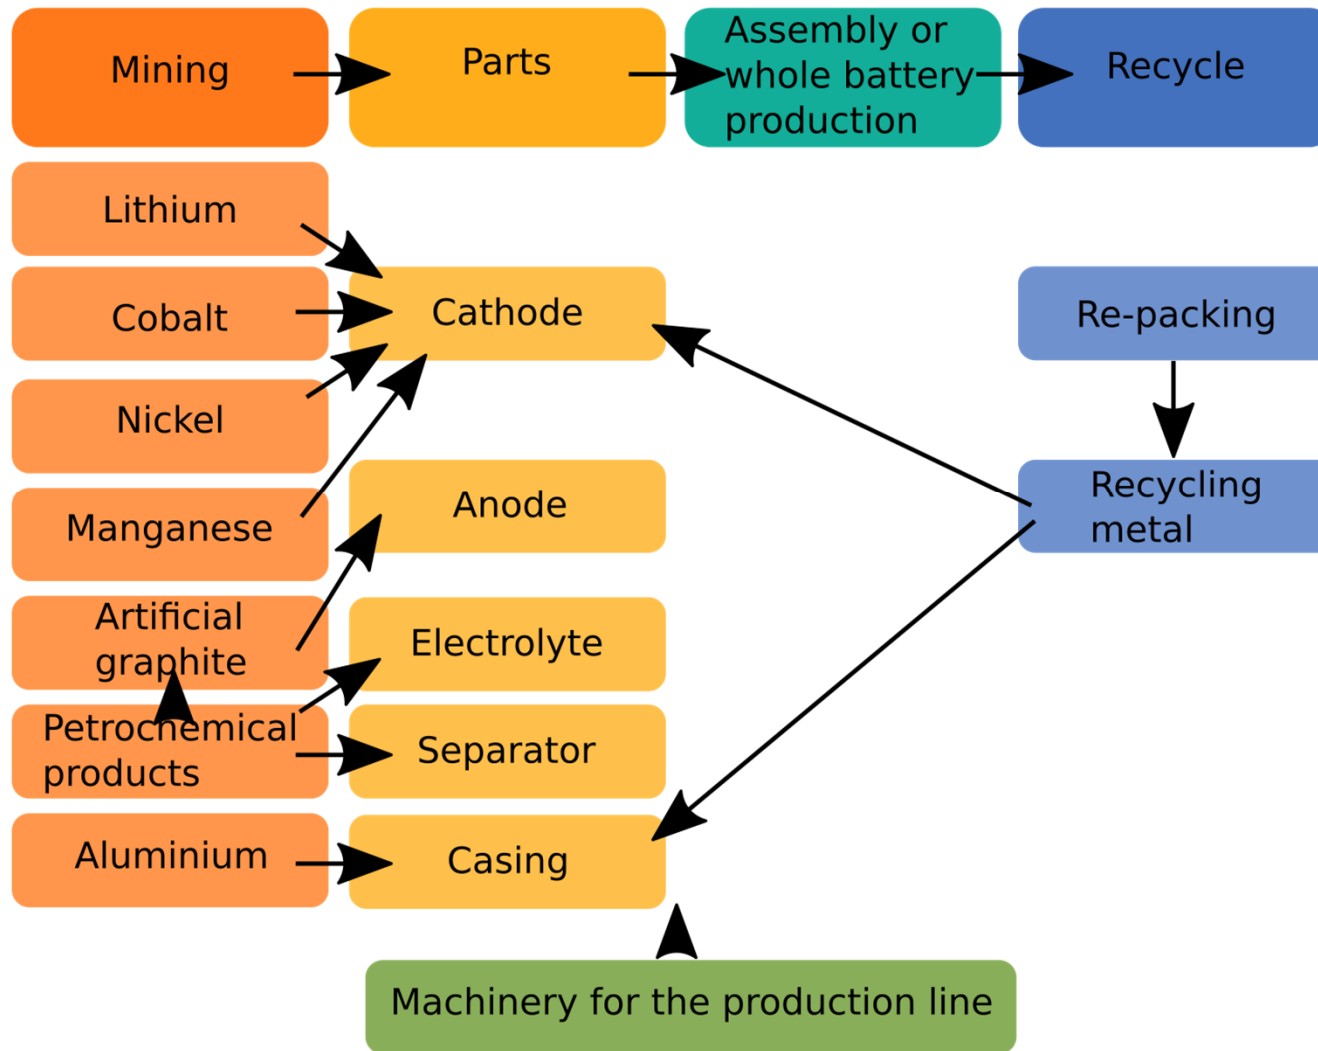 Mining
Parts
Assembly or
whole battery
production
Recycle
Lithium
Cobalt
Nickel
Manganese
Artificial
graphite
Petrochemical
products
Aluminium
Cathode
Anode
Electrolyte
Separator
Casing
Re-packing
Recycling
metal
Machinery for the production line